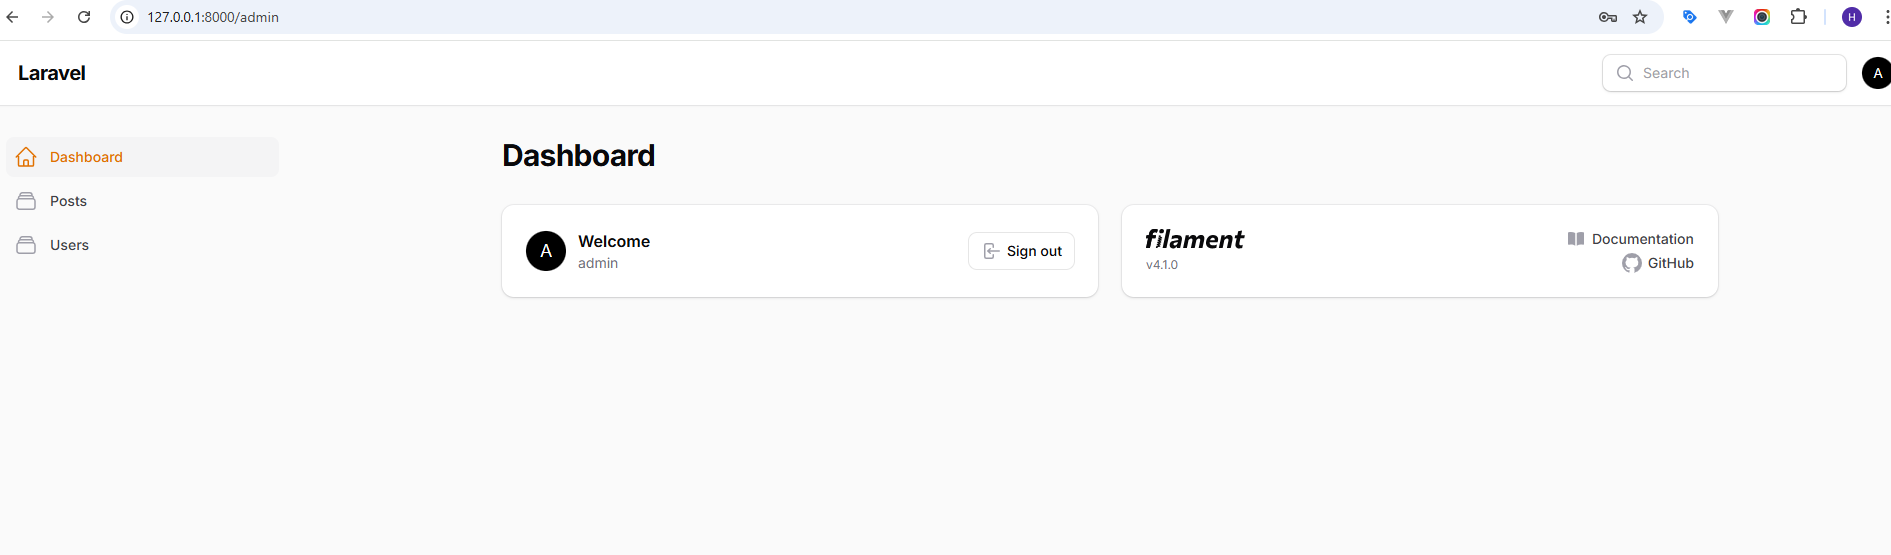 127.0.0.1:8000/admin
H
Laravel
Search
A
Dashboard
Posts
Users
Dashboard
A
Welcome
admin
Sign out
filament
v4.1.0
Documentation
GitHub